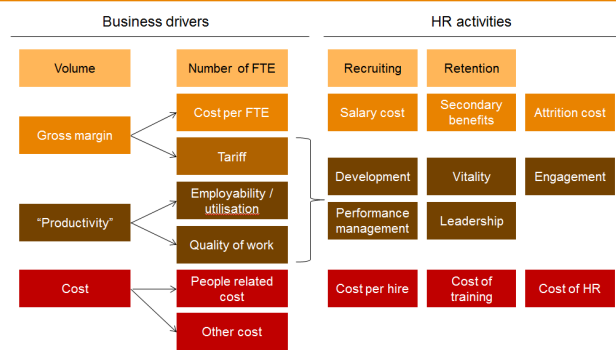 Business drivers
HR activities
Volume
Number of FTE
Recruiting
Retention
Gross margin
Cost per FTE
Salary cost
Secondary
benefits
Attrition cost
Tariff
Development
Vitality
Engagement
"Productivity"
Employability /
utilisation
Performance
management
Leadership
Quality of work
Cost
People related
cost
Cost per hire
Cost of
training
Cost of HR
Other cost